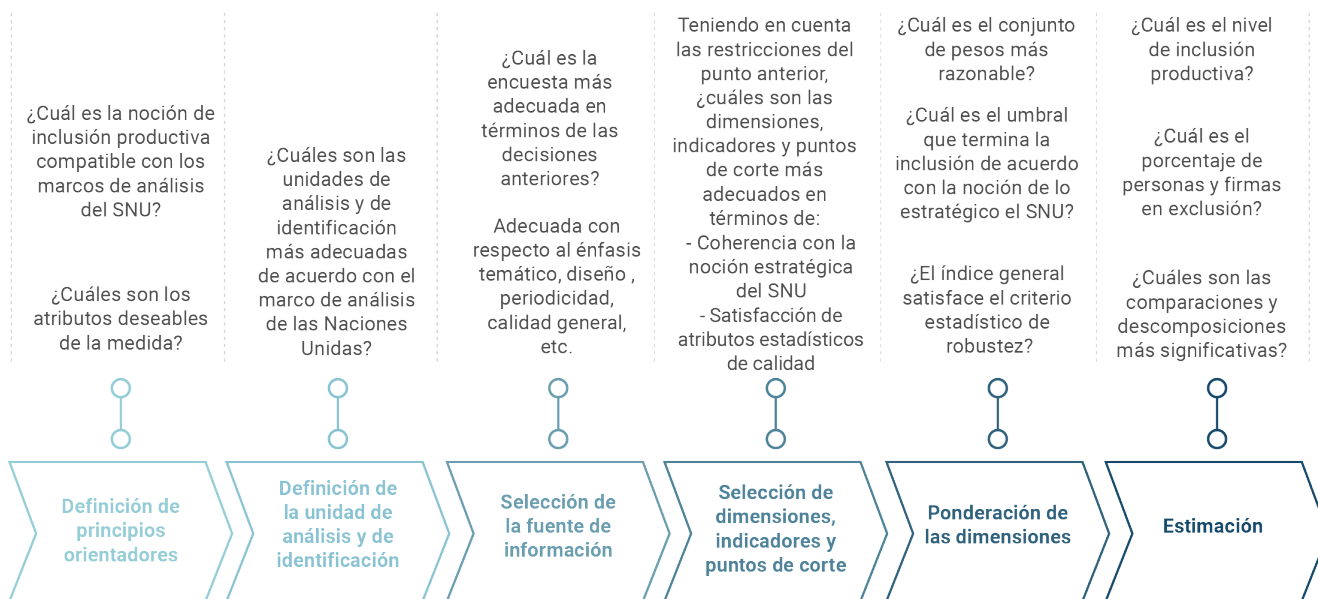 ¿Cuál es la noción de
inclusión productiva
compatible con los
marcos de análisis
del SNU?
¿Cuáles son los
atributos deseables
de la medida?
¿Cuáles son las
unidades de
análisis y de
identificación
más adecuadas
de acuerdo con el
marco de análisis
de las Naciones
Unidas?
¿Cuál es la
encuesta más
adecuada en
términos de las
decisiones
anteriores?
Adecuada con
respecto al énfasis
temático, diseño ,
periodicidad,
calidad general,
etc.
Teniendo en cuenta
las restricciones del
punto anterior,
¿cuáles son las
dimensiones,
indicadores y puntos
de corte más
adecuados en
términos de:
- Coherencia con la
noción estratégica
del SNU
- Satisfacción de
atributos estadísticos
de calidad
¿Cuál es el conjunto
de pesos más
razonable?
¿Cuál es el umbral
que termina la
inclusión de acuerdo
con la noción de lo
estratégico el SNU?
¿El índice general
satisface el criterio
estadístico de
robustez?
¿Cuál es el nivel
de inclusión
productiva?
¿Cuál es el
porcentaje de
personas y firmas
en exclusión?
¿Cuáles son las
comparaciones y
descomposiciones
más significativas?
Definición de
principios
orientadores
Definición de
la unidad de
análisis y de
identificación
Selección de
la fuente de
información
Selección de
dimensiones,
indicadores y
puntos de corte
Ponderación de
las dimensiones
Estimación